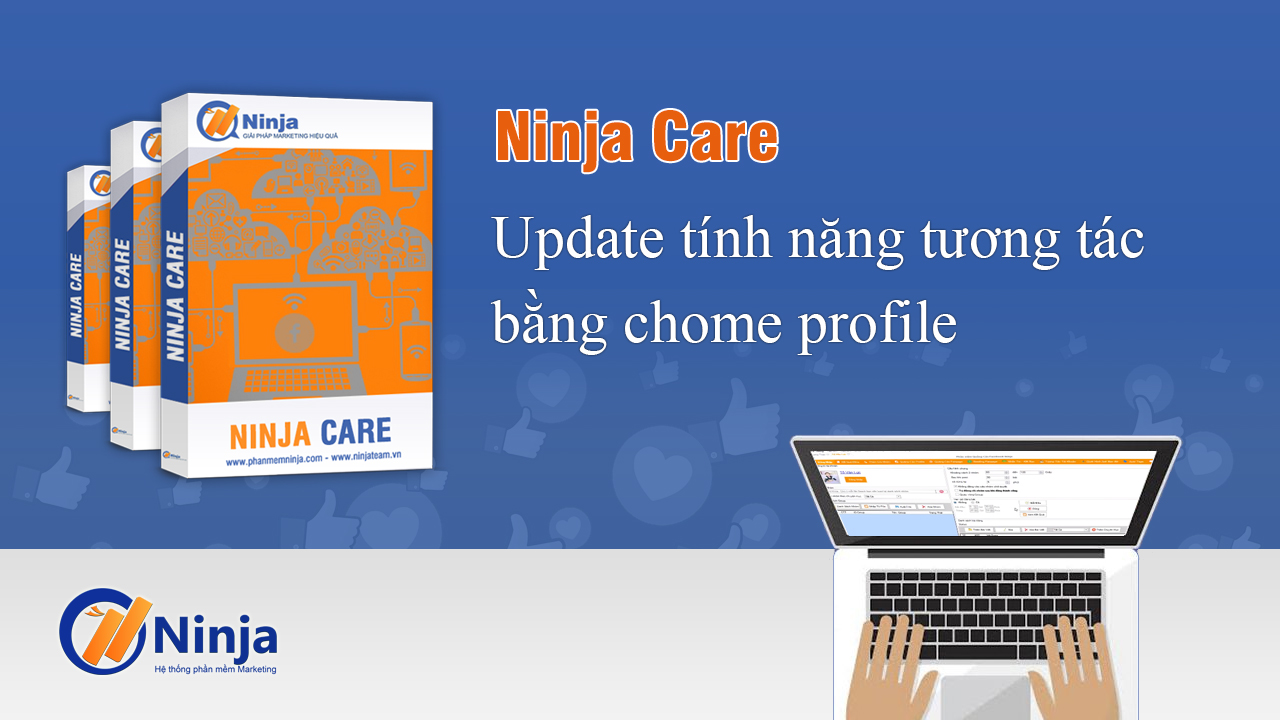 Ninja
GIẢI PHÁP MARKETING HIỆU QUẢ
NINJA CARE
NINJA CARE
NINJA CARE
NINJA CARE
www.phanmemninja.com - www.ninjateam.vn
Ninja Care
Update tính năng tương tác
bằng chome profile
Ninja
Hệ thống phần mềm Marketing